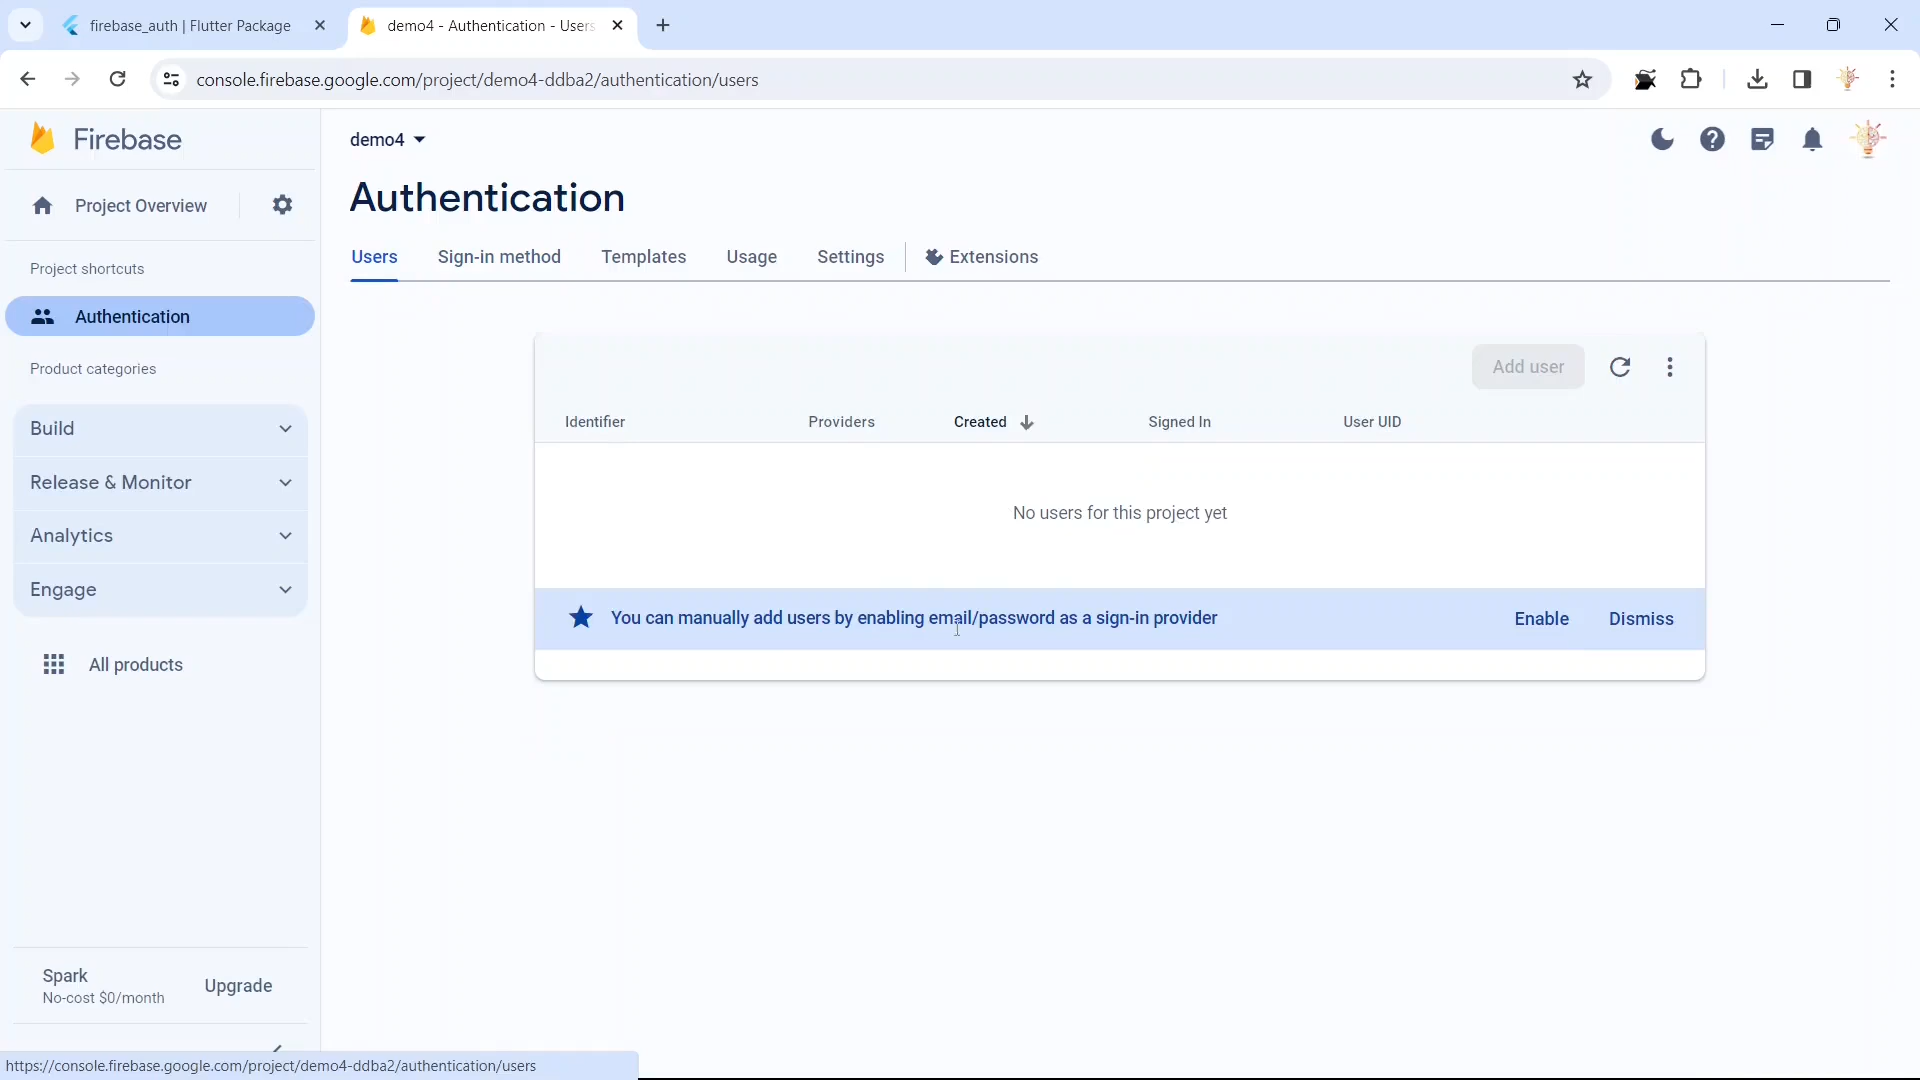 firebase_auth | Flutter Package
demo4 - Authentication - Users
console.firebase.google.com/project/demo4-ddba2/authentication/users
Firebase
demo4
Project Overview
Authentication
Users
Sign-in method
Templates
Usage
Settings
Extensions
Project shortcuts
Authentication
Product categories
Build
Release & Monitor
Analytics
Engage
All products
Add user
Identifier
Providers
Created
Signed In
User UID
No users for this project yet
You can manually add users by enabling email/password as a sign-in provider
Enable
Dismiss
Spark
No-cost $0/month
Upgrade
https://console.firebase.google.com/project/demo4-ddba2/authentication/users